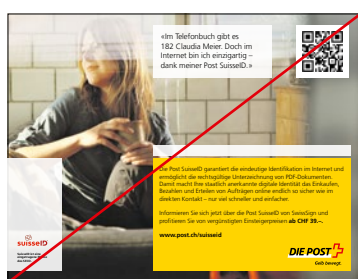 «Im Telefonbuch gibt es
182 Claudia Meier. Doch im
Internet bin ich einzigartig –
dank meiner Post SuisseID.»
Die Post SuisseID garantiert die eindeutige Identifikation im Internet und
ermöglicht die rechtsgültige Unterzeichnung von PDF-Dokumenten.
Damit macht Ihre staatlich anerkannte digitale Identität das Einkaufen,
Bezahlen und Erteilen von Aufträgen online endlich so sicher wie im
direkten Kontakt – nur viel schneller und einfacher.
Informieren Sie sich jetzt über die Post SuisseID von SwissSign und
profitieren Sie von vergünstigten Einsteigerpreisen ab CHF 39.–.
www.post.ch/suisseid
suisseID
DIE POST
Gelb bewegt.